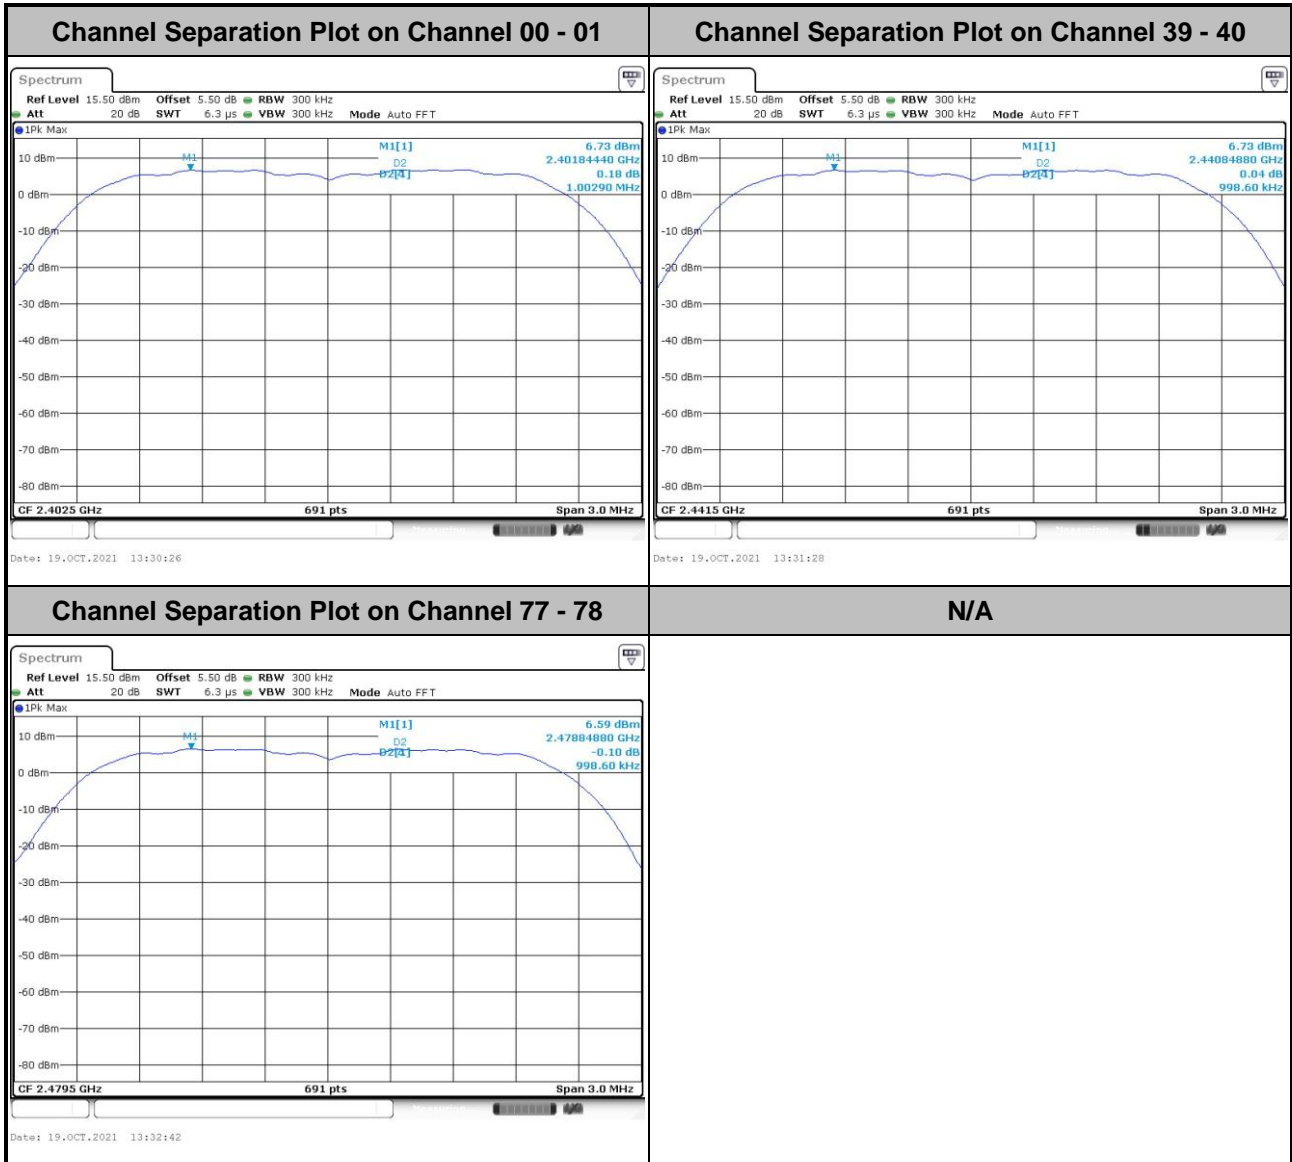 Channel Separation Plot on Channel 00 - 01
Spectrum
Ref Level 15.50 dBm Offset 5.50 dB RBW 300 kHz
Att 20 dB SWT 6.3 µs VBW 300 kHz Mode Auto FFT
1Pk Max
M1[1] 6.73 dBm
2.40184440 GHz
D2[1] 0.18 dB
1.00290 MHz
M1
D2
10 dBm
0 dBm
-10 dBm
-20 dBm
-30 dBm
-40 dBm
-50 dBm
-60 dBm
-70 dBm
-80 dBm
CF 2.4025 GHz 691 pts Span 3.0 MHz
Date: 19.OCT.2021 13:30:26
Channel Separation Plot on Channel 39 - 40
Spectrum
Ref Level 15.50 dBm Offset 5.50 dB RBW 300 kHz
Att 20 dB SWT 6.3 µs VBW 300 kHz Mode Auto FFT
1Pk Max
M1[1] 6.73 dBm
2.44084880 GHz
D2[1] 0.04 dB
998.60 kHz
M1
D2
10 dBm
0 dBm
-10 dBm
-20 dBm
-30 dBm
-40 dBm
-50 dBm
-60 dBm
-70 dBm
-80 dBm
CF 2.4415 GHz 691 pts Span 3.0 MHz
Date: 19.OCT.2021 13:31:28
Channel Separation Plot on Channel 77 - 78
Spectrum
Ref Level 15.50 dBm Offset 5.50 dB RBW 300 kHz
Att 20 dB SWT 6.3 µs VBW 300 kHz Mode Auto FFT
1Pk Max
M1[1] 6.59 dBm
2.47884880 GHz
D2[1] -0.10 dB
998.60 kHz
M1
D2
10 dBm
0 dBm
-10 dBm
-20 dBm
-30 dBm
-40 dBm
-50 dBm
-60 dBm
-70 dBm
-80 dBm
CF 2.4795 GHz 691 pts Span 3.0 MHz
Date: 19.OCT.2021 13:32:42
N/A